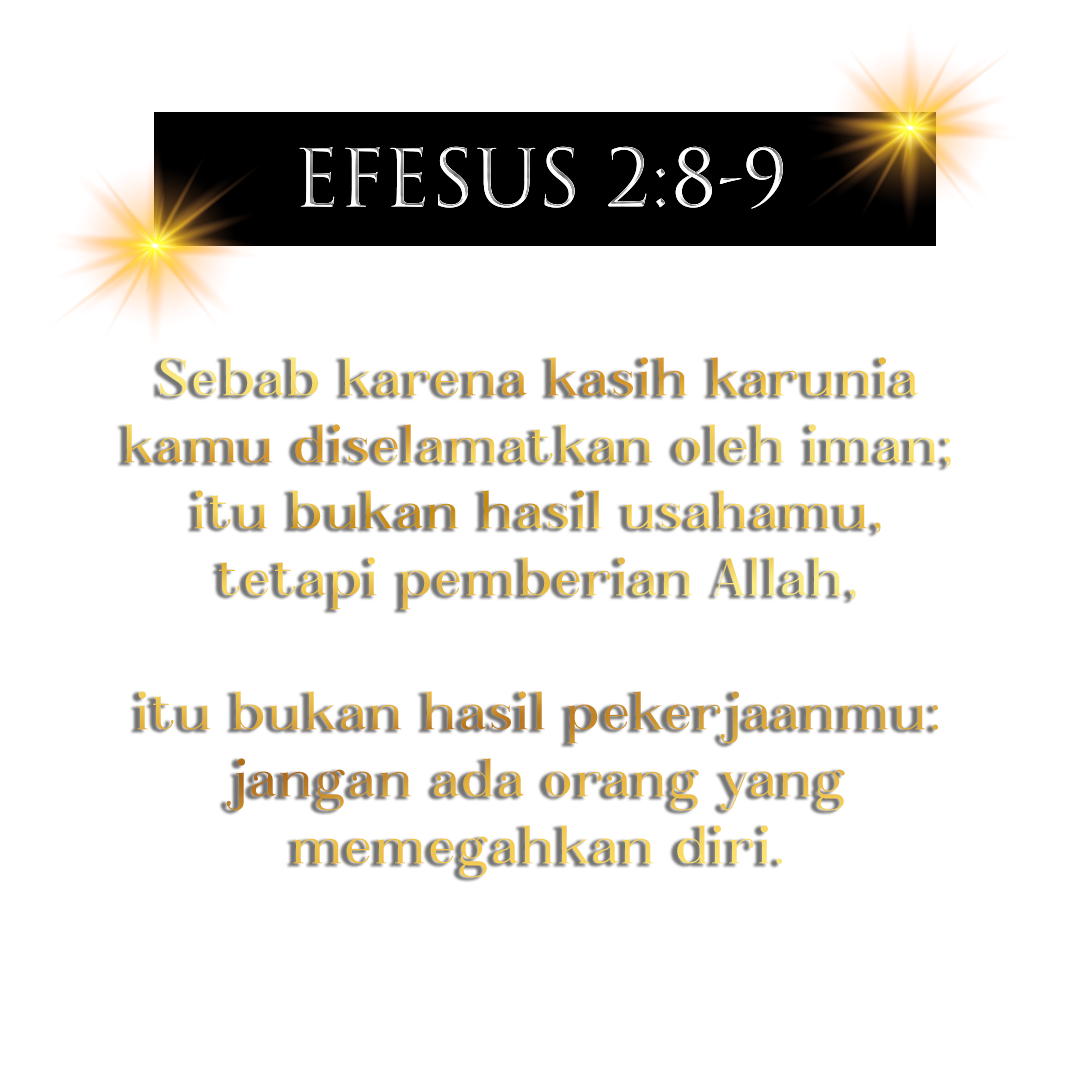 EFESUS 2:8-9
Sebab karena kasih karunia
kamu diselamatkan oleh iman;
itu bukan hasil usahamu,
tetapi pemberian Allah,
itu bukan hasil pekerjaanmu:
jangan ada orang yang
memegahkan diri.